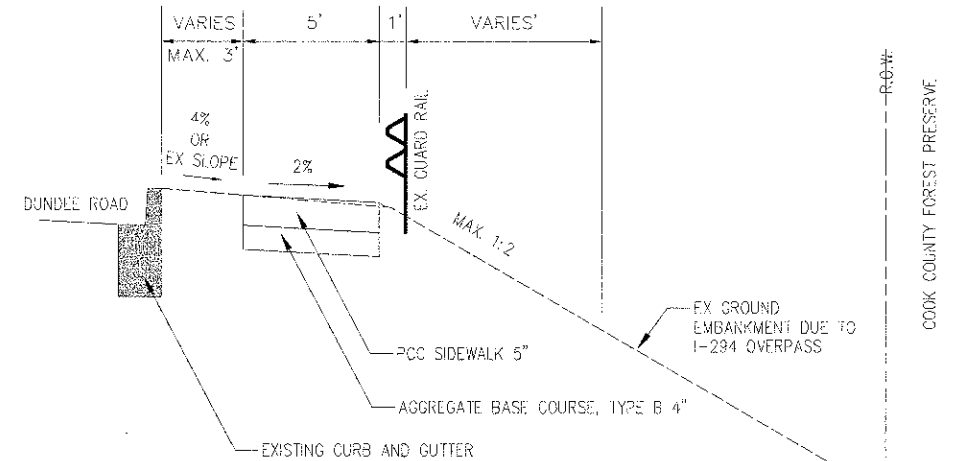 VARIES
5'
1'
VARIES'
MAX. 3'
4%
OR
EX SLOPE
2%
EX. GUARD RAIL
DUNDEE ROAD
MAX. 1:2
R.O.W.
COOK COUNTY FOREST PRESERVE
EX GROUND
EMBANKMENT DUE TO
I-294 OVERPASS
PCC SIDEWALK 5"
AGGREGATE BASE COURSE, TYPE B 4"
EXISTING CURB AND GUTTER